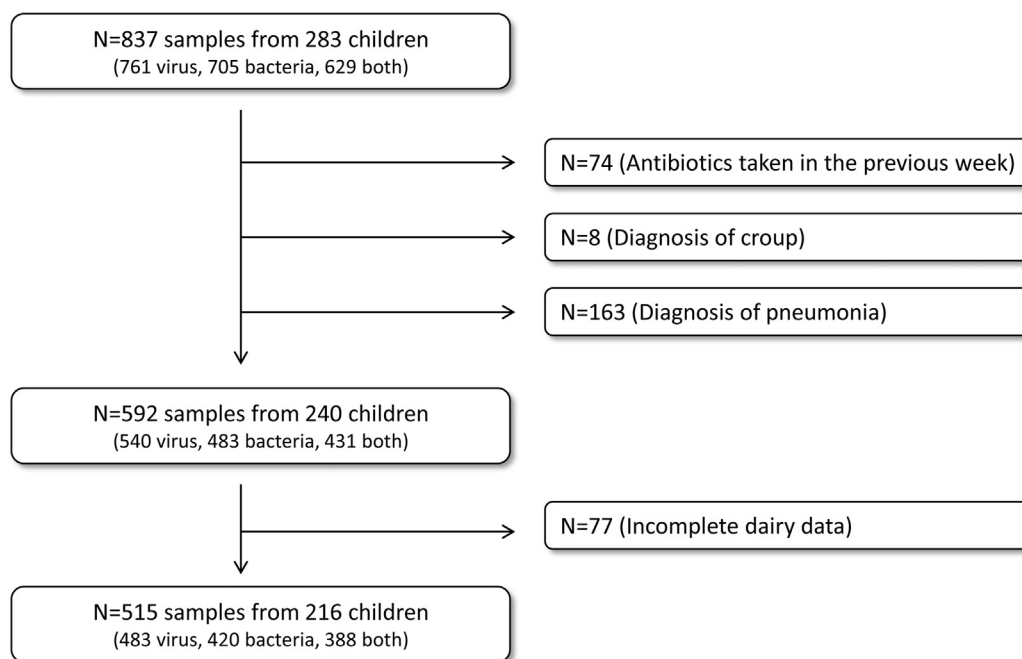 N=837 samples from 283 children
(761 virus, 705 bacteria, 629 both)
N=74 (Antibiotics taken in the previous week)
N=8 (Diagnosis of croup)
N=163 (Diagnosis of pneumonia)
N=592 samples from 240 children
(540 virus, 483 bacteria, 431 both)
N=77 (Incomplete dairy data)
N=515 samples from 216 children
(483 virus, 420 bacteria, 388 both)